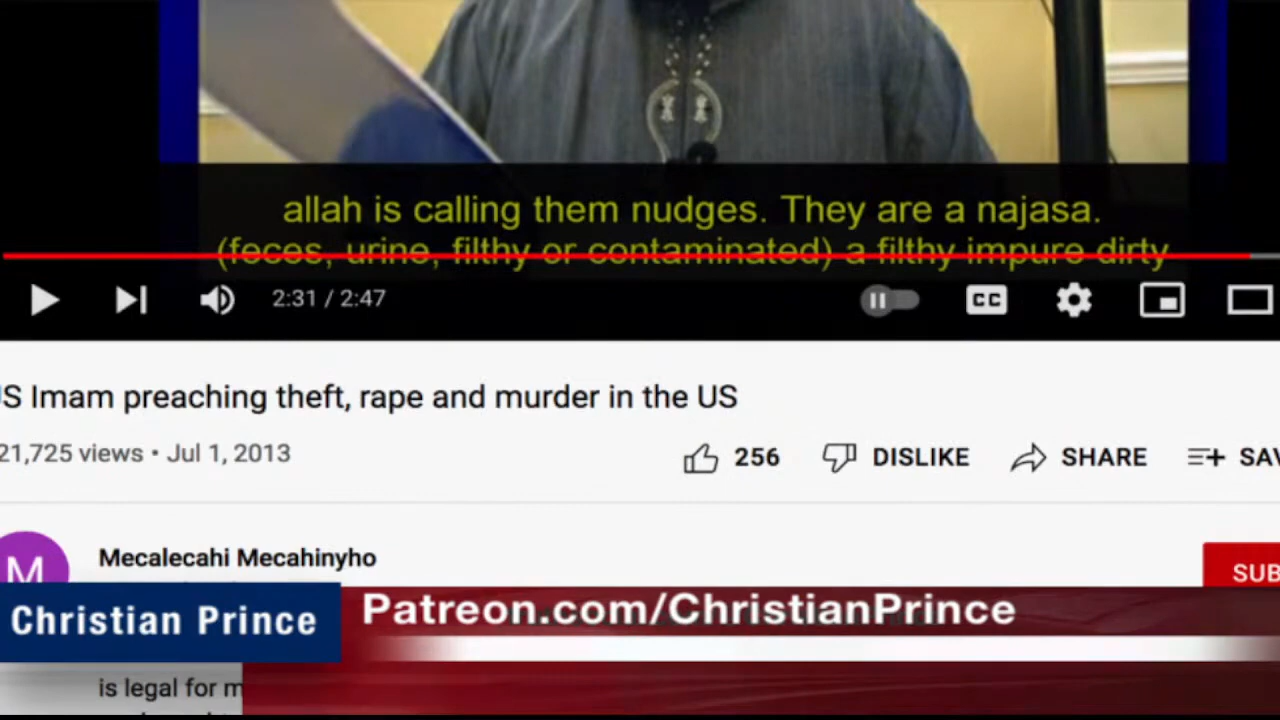 allah is calling them nudges. They are a najasa.
(feces, urine, filthy or contaminated) a filthy impure dirty
2:31 / 2:47
CC
S Imam preaching theft, rape and murder in the US
21,725 views • Jul 1, 2013
256
DISLIKE
SHARE
SAV
M
Mecalecahi Mecahinyho
SUB
Christian Prince
Patreon.com/ChristianPrince
is legal for m